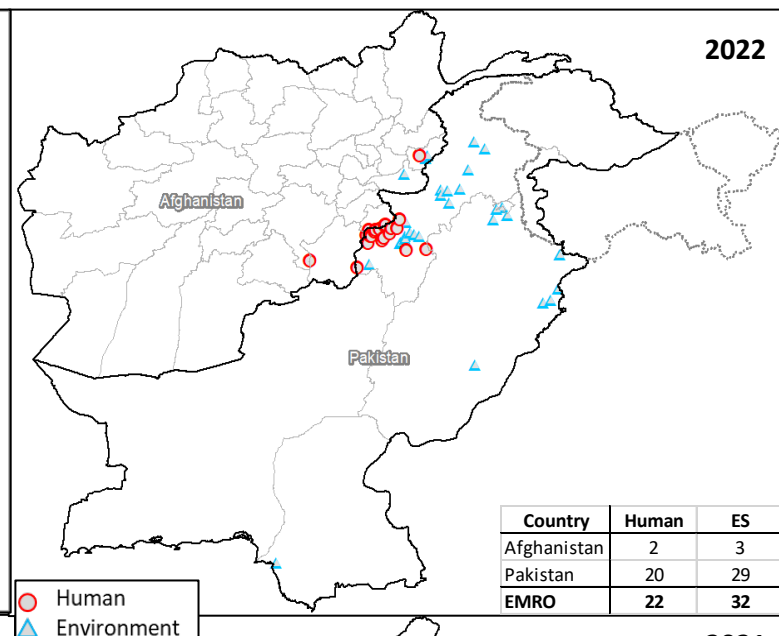 2022
Afghanistan
Pakistan
Country Human ES
Afghanistan 2 3
Pakistan 20 29
EMRO 22 32
Human
Environment